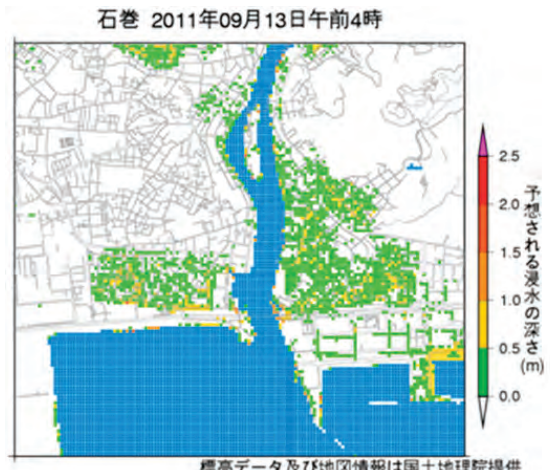 石巻 2011年09月13日午前4時
2.5
2.0
1.5
1.0
0.5
0.0
予想される浸水の深さ(m)
標高データ及び地図情報は国土地理院提供